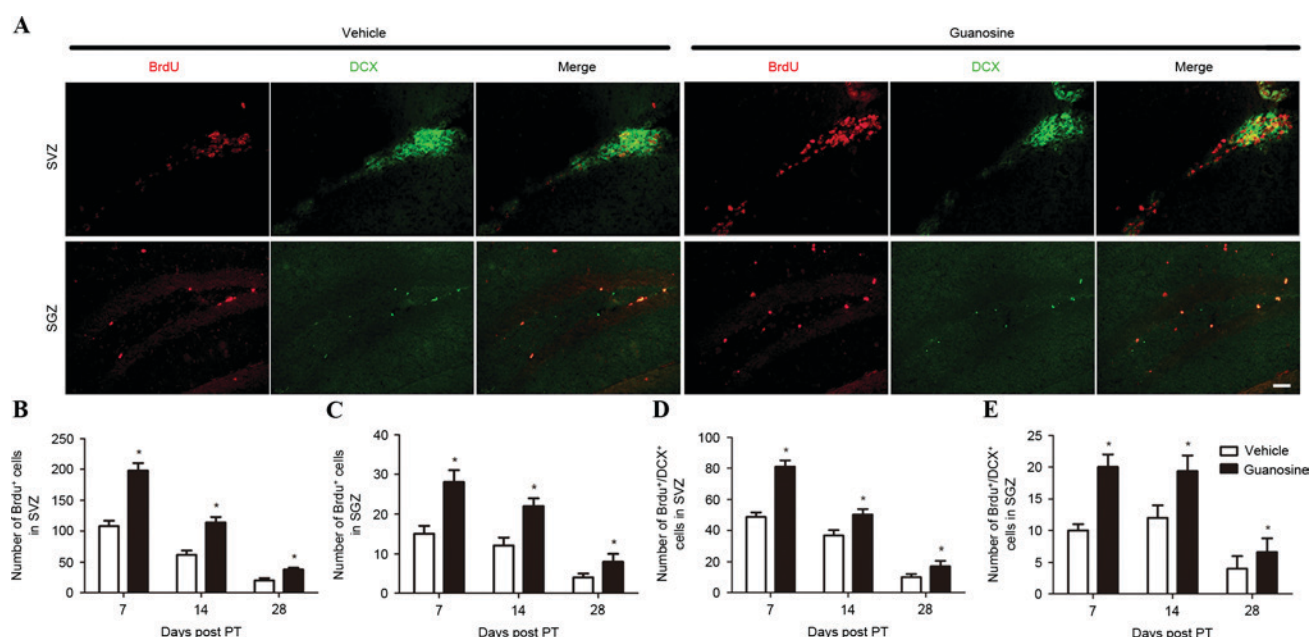 A
Vehicle
Guanosine
BrdU
DCX
Merge
BrdU
DCX
Merge
SVZ
SGZ
B
Number of Brdu⁺ cells
in SVZ
250
200
150
100
50
0
7
14
28
Days post PT
*
*
*
C
Number of Brdu⁺ cells
in SGZ
40
30
20
10
0
7
14
28
Days post PT
*
*
*
D
Number of Brdu⁺/DCX⁺
cells in SVZ
100
80
60
40
20
0
7
14
28
Days post PT
*
*
*
E
Number of Brdu⁺/DCX⁺
cells in SGZ
25
20
15
10
5
0
7
14
28
Days post PT
*
*
*
Vehicle
Guanosine